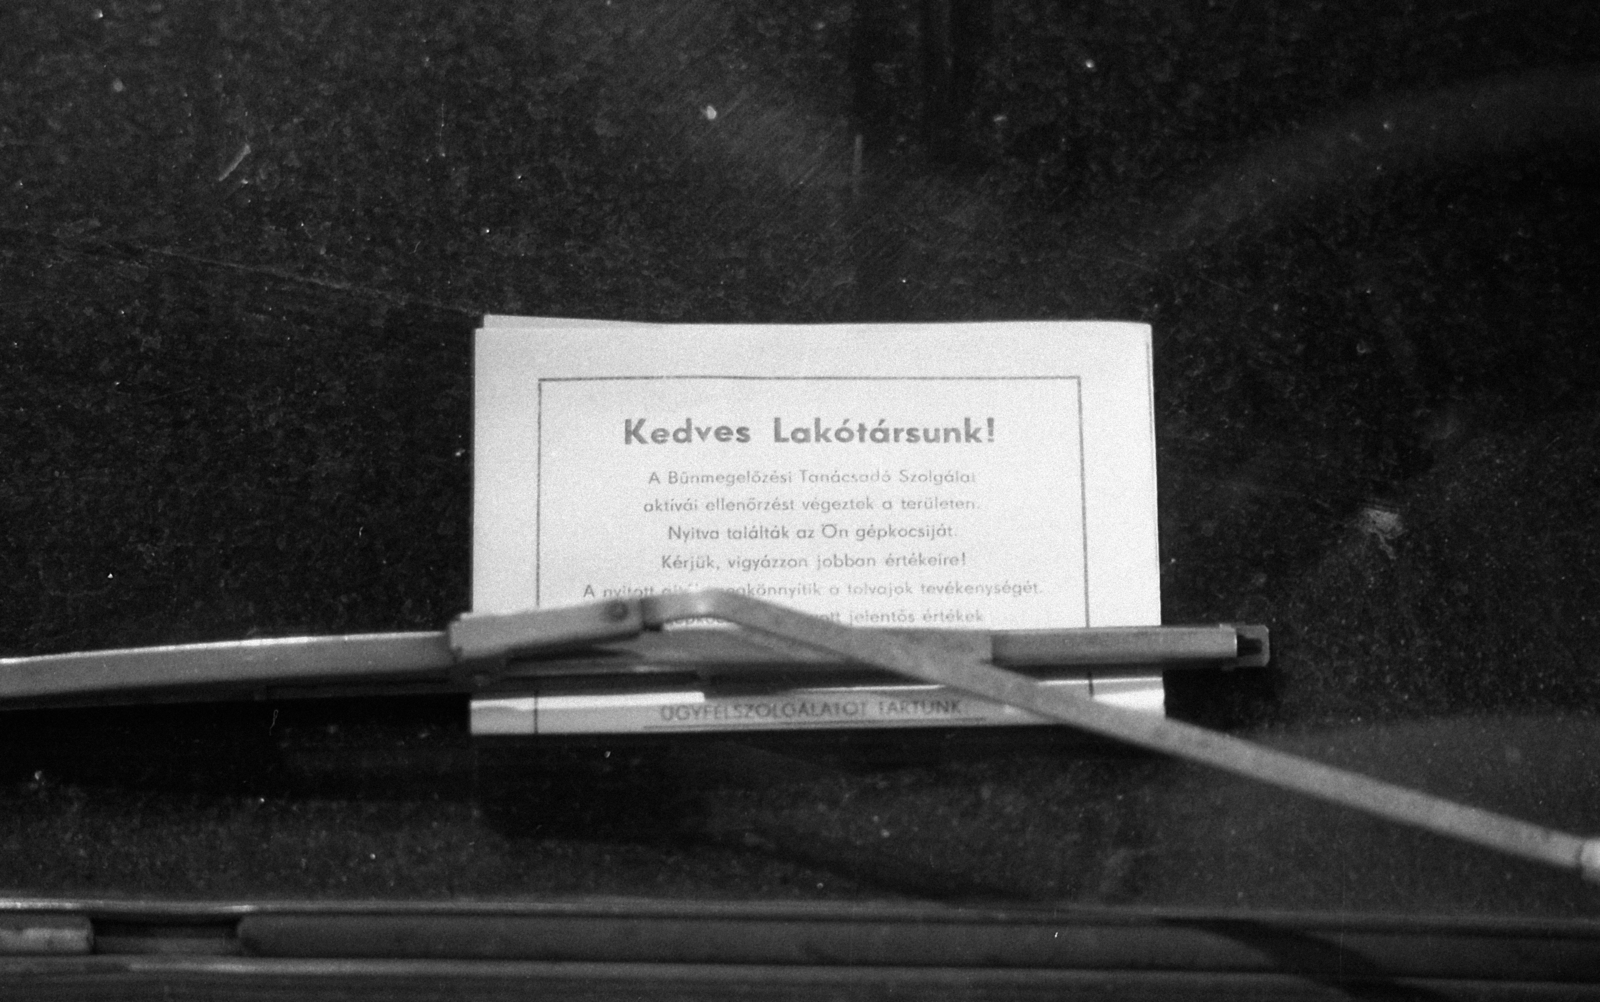 Kedves Lakótársunk!
A Bűnmegelőzési Tanácsadó Szolgálat
aktívái ellenőrzést végeztek a területen.
Nyitva találták az Ön gépkocsiját.
Kérjük, vigyázzon jobban értékeire!
A nyitott a tolvajok tevékenységét.
jelentős értékek
ÜGYFÉLSZOLGÁLATOT TARTUNK: